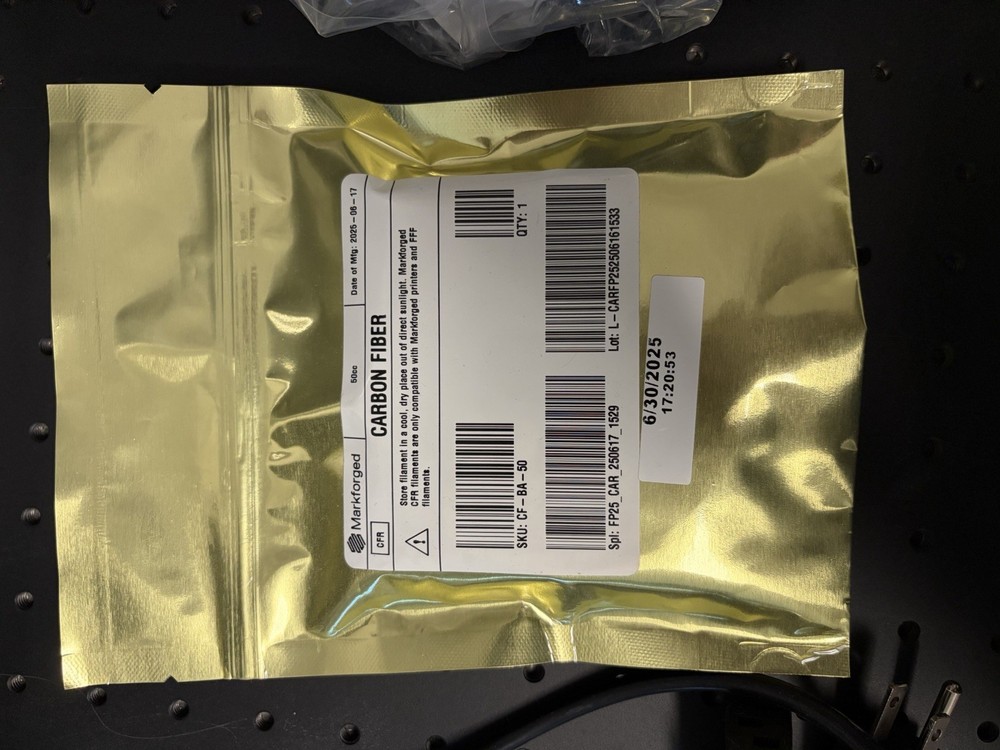 Markforged
50cc
Date of Mfg: 2025-06-17
CFR
CARBON FIBER
Store filament in a cool, dry place out of direct sunlight. Markforged
CFR filaments are only compatible with Markforged printers and FFF
filaments.
SKU: CF-BA-50
QTY: 1
Spl: FP25_CAR_250617_1529
Lot: L-CARFP252506161533
6/30/2025
17:20:53